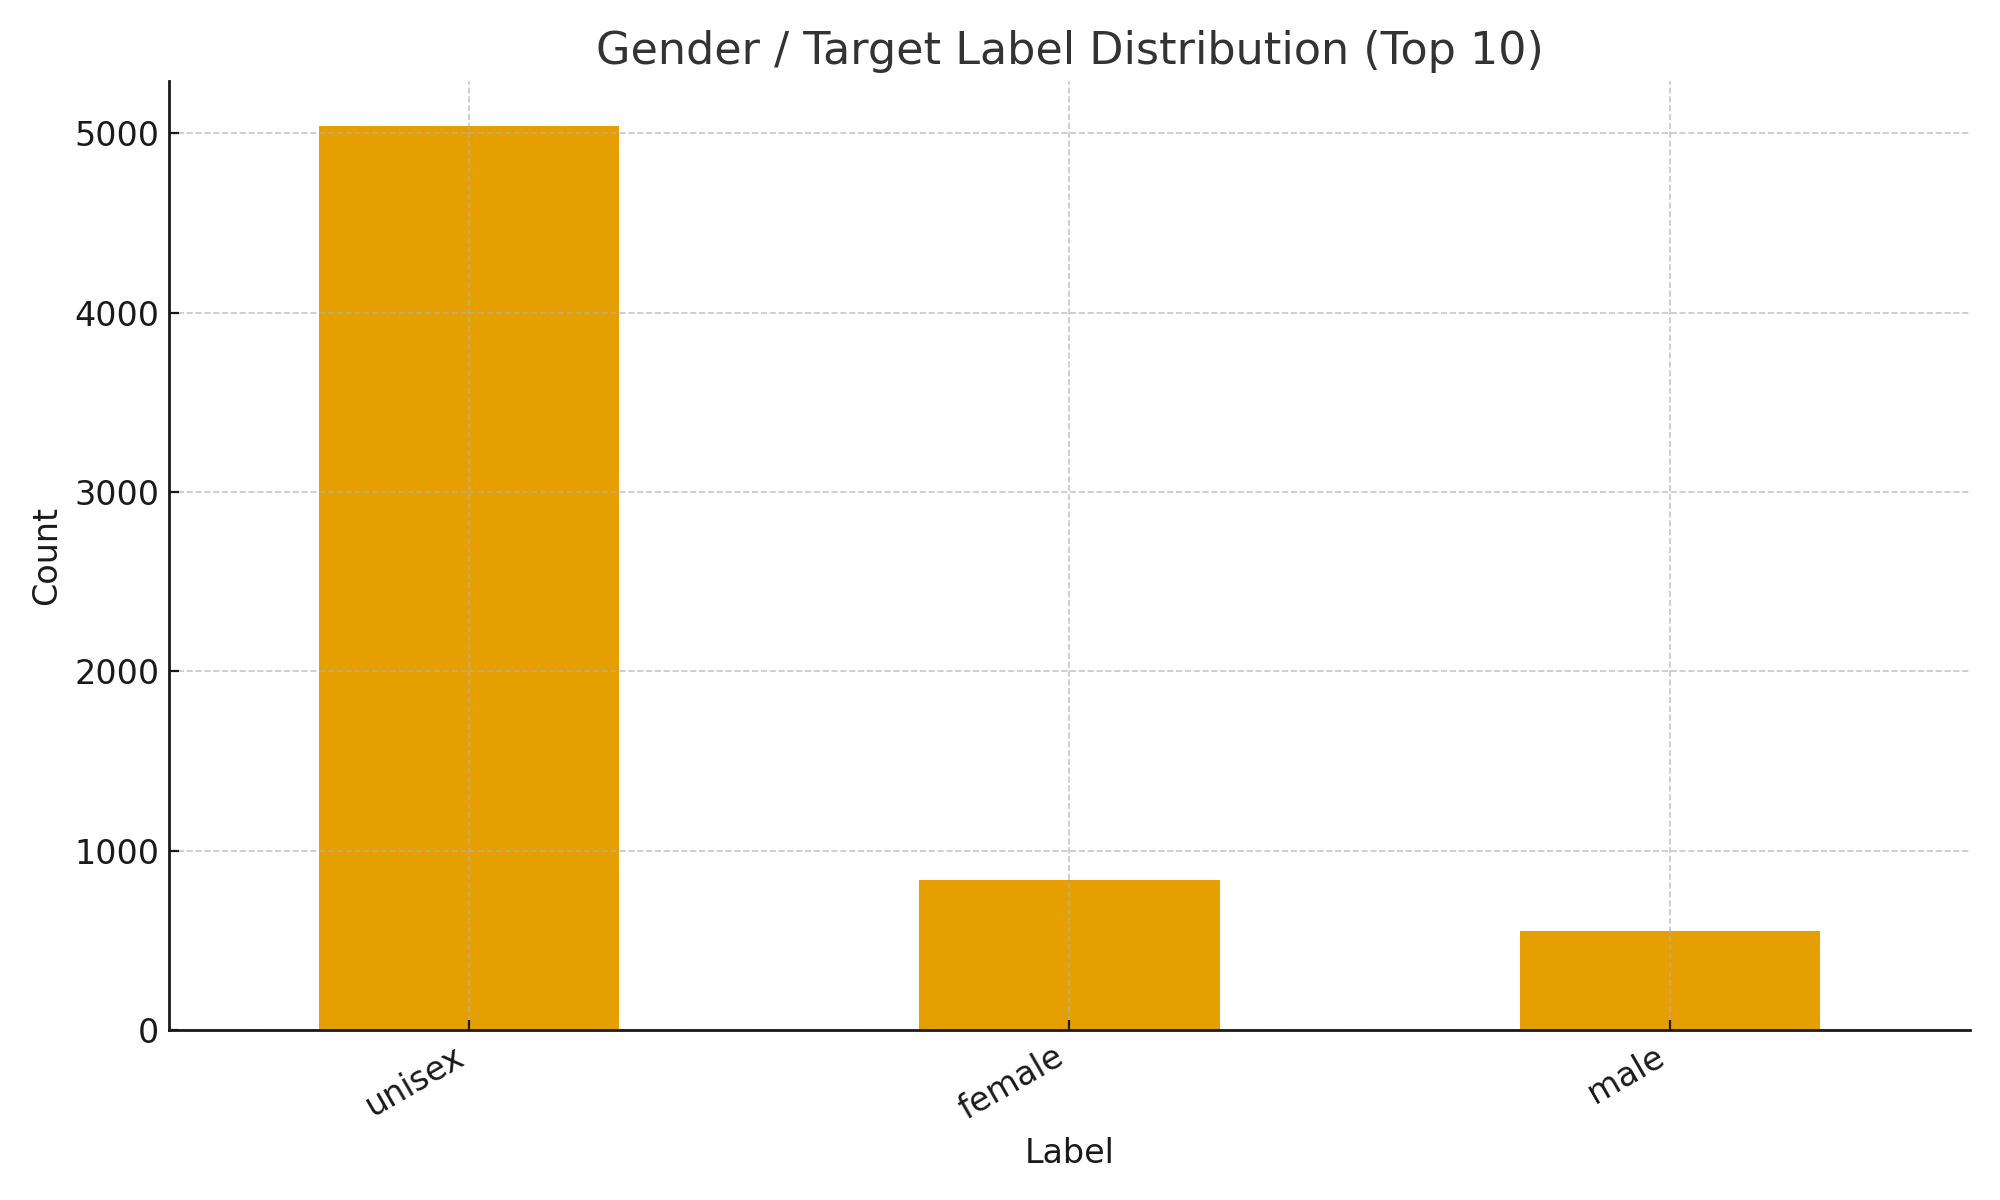 Gender / Target Label Distribution (Top 10)
Count
5000
4000
3000
2000
1000
0
unisex
female
male
Label